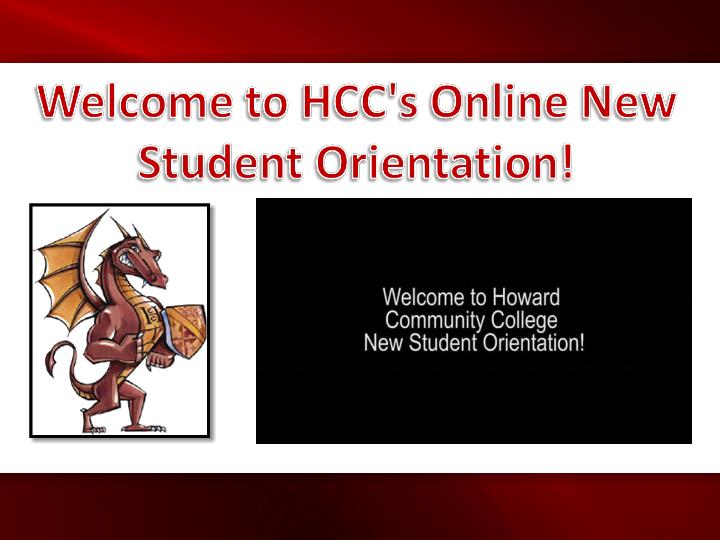 Welcome to HCC's Online New
Student Orientation!
Welcome to Howard
Community College
New Student Orientation!